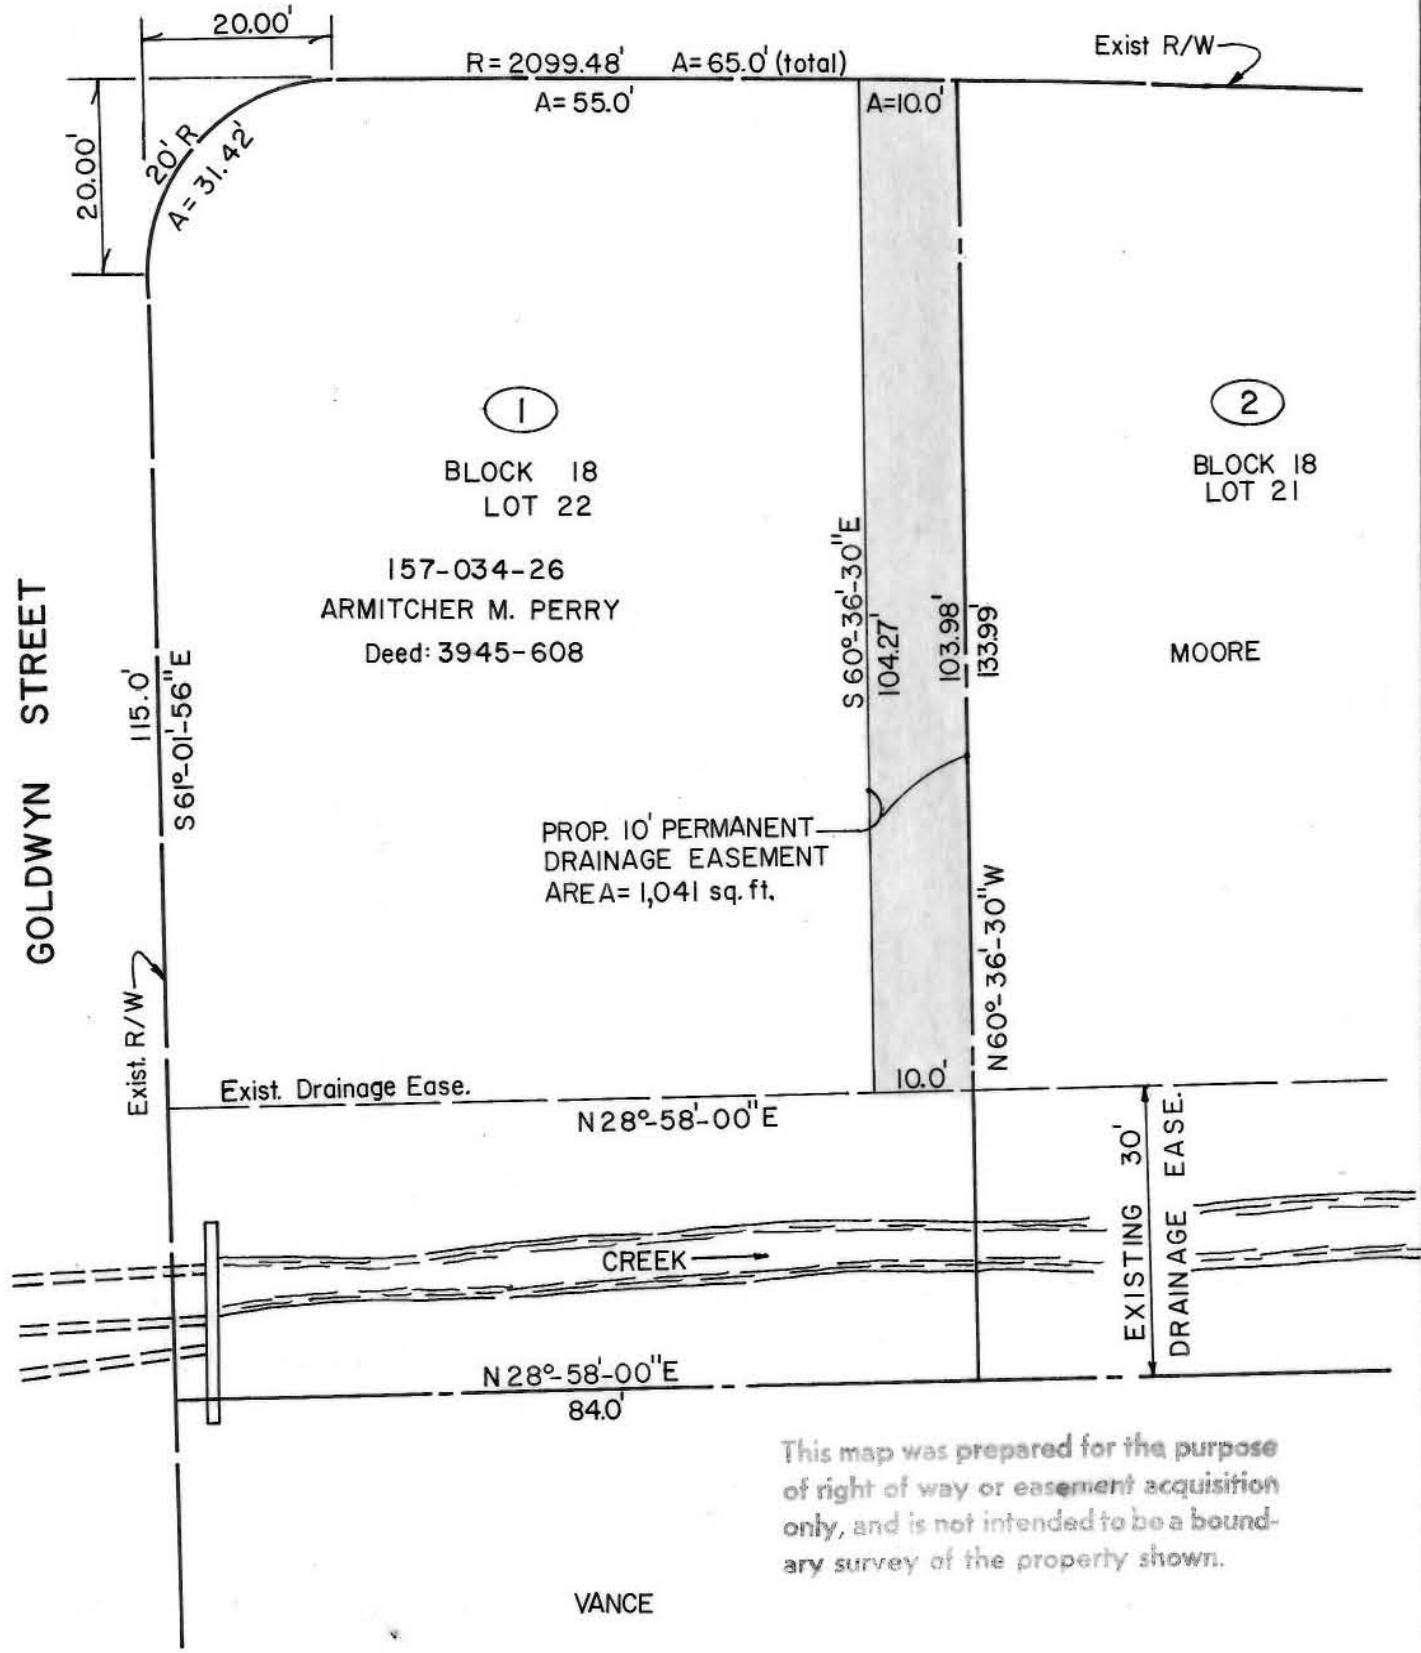 20.00'
R = 2099.48' A = 65.0' (total)
Exist R/W
A = 55.0'
A=10.0'
20.00'
20' R
A = 31.42'
1
2
BLOCK 18
LOT 22
BLOCK 18
LOT 21
157-034-26
ARMITCHER M. PERRY
Deed: 3945-608
MOORE
S 60°-36'-30"E
104.27'
103.98'
133.99'
GOLDWYN STREET
115.0'
S 61°-01'-56"E
PROP. 10' PERMANENT
DRAINAGE EASEMENT
AREA= 1,041 sq. ft.
N 60°-36'-30"W
Exist. R/W
Exist. Drainage Ease.
10.0'
N 28°-58'-00"E
EXISTING 30'
DRAINAGE EASE.
CREEK
N 28°-58'-00"E
84.0'
This map was prepared for the purpose
of right of way or easement acquisition
only, and is not intended to be a bound-
ary survey of the property shown.
VANCE